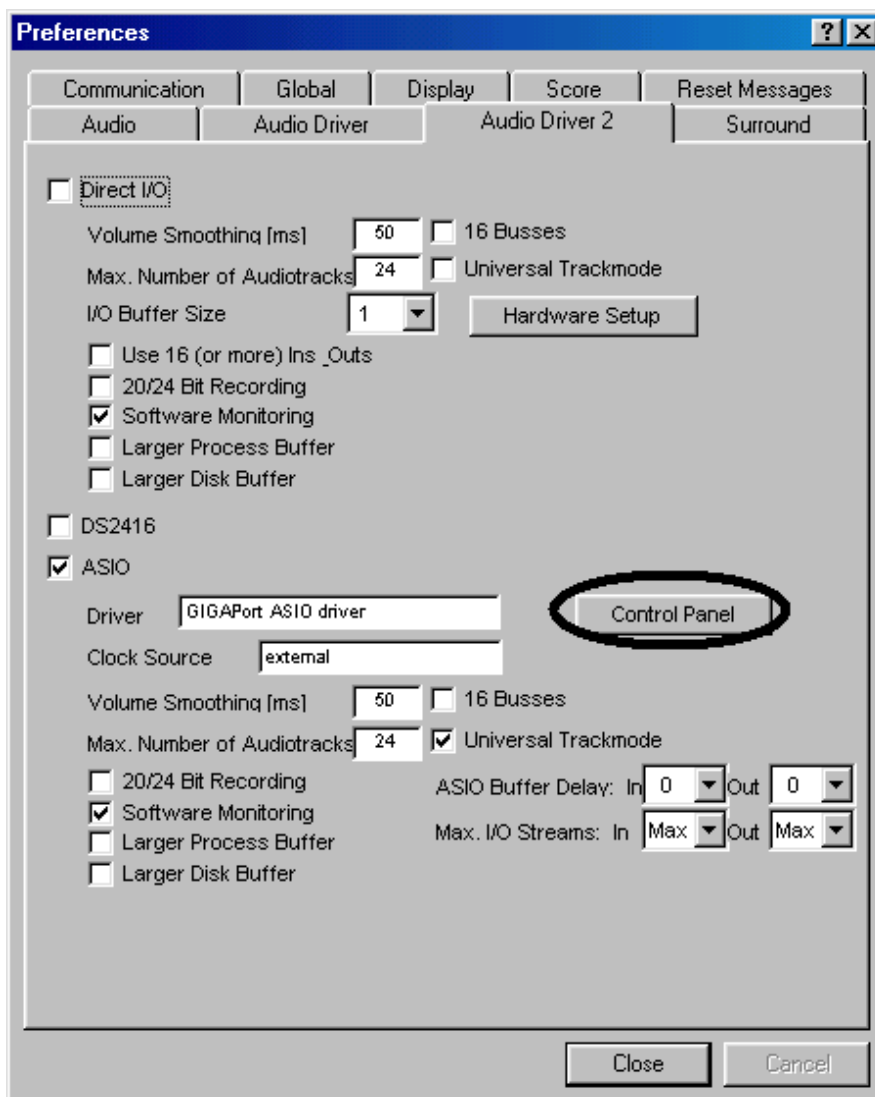 Preferences
Communication Global Display Score Reset Messages
Audio Audio Driver Audio Driver 2 Surround
Direct I/O
Volume Smoothing [ms] 50 16 Busses
Max. Number of Audiotracks 24 Universal Trackmode
I/O Buffer Size 1 Hardware Setup
Use 16 (or more) Ins _Outs
20/24 Bit Recording
Software Monitoring
Larger Process Buffer
Larger Disk Buffer
DS2416
ASIO
Driver GIGAPort ASIO driver Control Panel
Clock Source external
Volume Smoothing [ms] 50 16 Busses
Max. Number of Audiotracks 24 Universal Trackmode
20/24 Bit Recording ASIO Buffer Delay: In 0 Out 0
Software Monitoring
Larger Process Buffer Max. I/O Streams: In Max Out Max
Larger Disk Buffer
Close Cancel